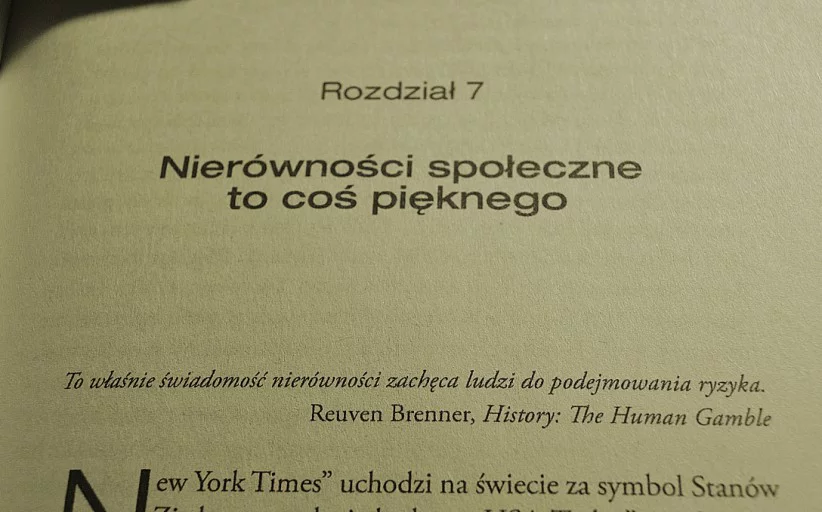 Rozdział 7
Nierówności społeczne
to coś pięknego
To właśnie świadomość nierówności zachęca ludzi do podejmowania ryzyka.
Reuven Brenner, History: The Human Gamble
New York Times” uchodzi na świecie za symbol Stanów